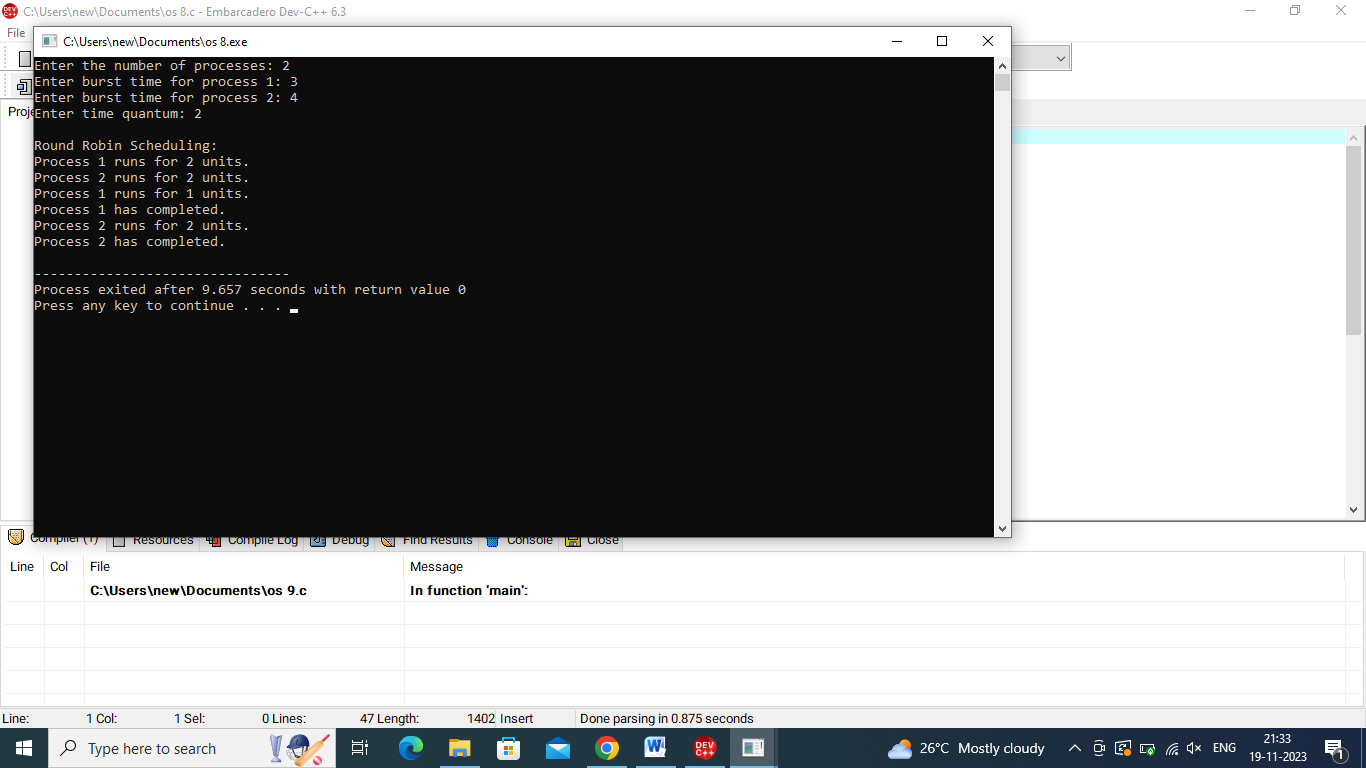 C:\Users\new\Documents\os 8.c - Embarcadero Dev-C++ 6.3
File
C:\Users\new\Documents\os 8.exe
Enter the number of processes: 2
Enter burst time for process 1: 3
Enter burst time for process 2: 4
Enter time quantum: 2
Round Robin Scheduling:
Process 1 runs for 2 units.
Process 2 runs for 2 units.
Process 1 runs for 1 units.
Process 1 has completed.
Process 2 runs for 2 units.
Process 2 has completed.
--------------------------------
Process exited after 9.657 seconds with return value 0
Press any key to continue . . .
Proje
Compiler (1) Resources Compile Log Debug Find Results Console Close
Line Col File Message
C:\Users\new\Documents\os 9.c In function 'main':
Line: 1 Col: 1 Sel: 0 Lines: 47 Length: 1402 Insert Done parsing in 0.875 seconds
Type here to search
DEV C++
26°C Mostly cloudy
ENG
21:33
19-11-2023
1